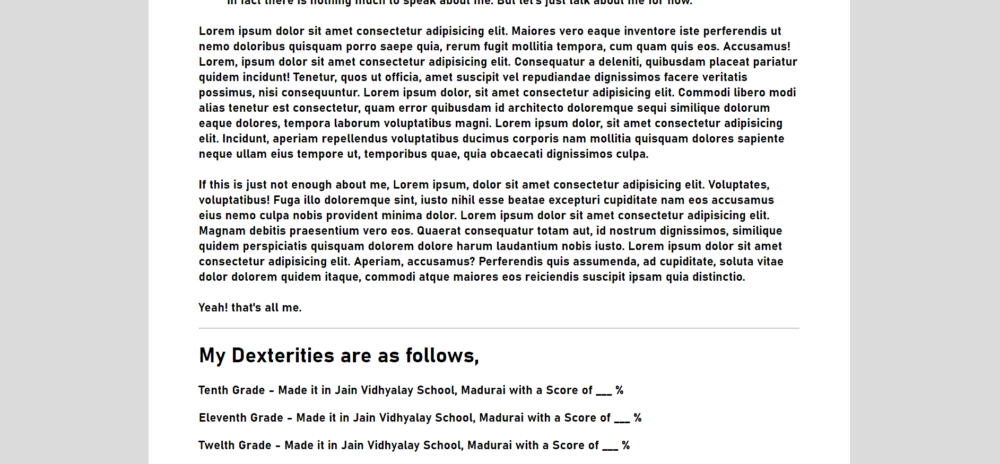 In fact there is nothing much to speak about me. But let's just talk about me for now.
Lorem ipsum dolor sit amet consectetur adipisicing elit. Maiores vero eaque inventore iste perferendis ut
nemo doloribus quisquam porro saepe quia, rerum fugit mollitia tempora, cum quam quis eos. Accusamus!
Lorem, ipsum dolor sit amet consectetur adipisicing elit. Consequatur a deleniti, quibusdam placeat pariatur
quidem incidunt! Tenetur, quos ut officia, amet suscipit vel repudiandae dignissimos facere veritatis
possimus, nisi consequuntur. Lorem ipsum dolor, sit amet consectetur adipisicing elit. Commodi libero modi
alias tenetur est consectetur, quam error quibusdam id architecto doloremque sequi similique dolorum
eaque dolores, tempora laborum voluptatibus magni. Lorem ipsum dolor, sit amet consectetur adipisicing
elit. Incidunt, aperiam repellendus voluptatibus ducimus corporis nam mollitia quisquam dolores sapiente
neque ullam eius tempore ut, temporibus quae, quia obcaecati dignissimos culpa.
If this is just not enough about me, Lorem ipsum, dolor sit amet consectetur adipisicing elit. Voluptates,
voluptatibus! Fuga illo doloremque sint, iusto nihil esse beatae excepturi cupiditate nam eos accusamus
eius nemo culpa nobis provident minima dolor. Lorem ipsum dolor sit amet consectetur adipisicing elit.
Magnam debitis praesentium vero eos. Quaerat consequatur totam aut, id nostrum dignissimos, similique
quidem perspiciatis quisquam dolorem dolore harum laudantium nobis iusto. Lorem ipsum dolor sit amet
consectetur adipisicing elit. Aperiam, accusamus? Perferendis quis assumenda, ad cupiditate, soluta vitae
dolor dolorem quidem itaque, commodi atque maiores eos reiciendis suscipit ipsam quia distinctio.
Yeah! that's all me.
My Dexterities are as follows,
Tenth Grade - Made it in Jain Vidhyalay School, Madurai with a Score of ___ %
Eleventh Grade - Made it in Jain Vidhyalay School, Madurai with a Score of ___ %
Twelth Grade - Made it in Jain Vidhyalay School, Madurai with a Score of ___ %